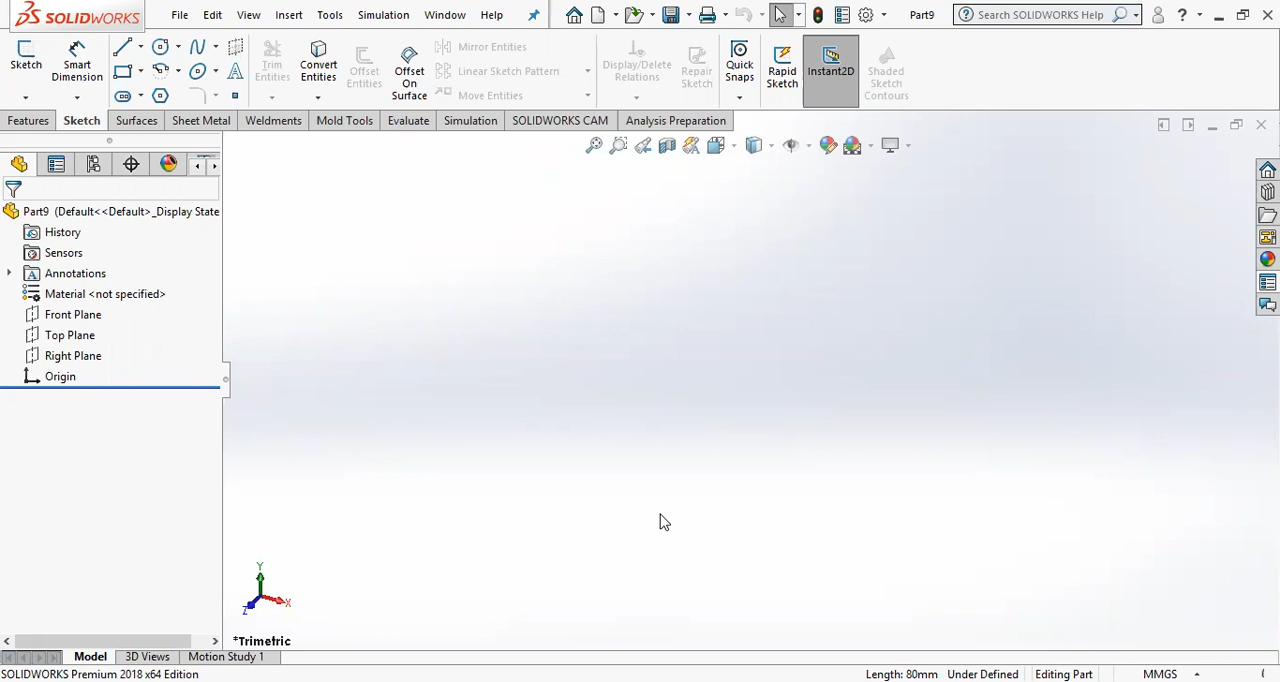 SOLIDWORKS
File Edit View Insert Tools Simulation Window Help
Part9
Search SOLIDWORKS Help
Sketch
Smart Dimension
Trim Entities
Convert Entities
Offset Entities
Offset On Surface
Mirror Entities
Linear Sketch Pattern
Move Entities
Display/Delete Relations
Repair Sketch
Quick Snaps
Rapid Sketch
Instant2D
Shaded Sketch Contours
Features Sketch Surfaces Sheet Metal Weldments Mold Tools Evaluate Simulation SOLIDWORKS CAM Analysis Preparation
Part9 (Default<<Default>_Display State
History
Sensors
Annotations
Material <not specified>
Front Plane
Top Plane
Right Plane
Origin
Y
X
Z
*Trimetric
Model 3D Views Motion Study 1
SOLIDWORKS Premium 2018 x64 Edition
Length: 80mm Under Defined Editing Part MMGS